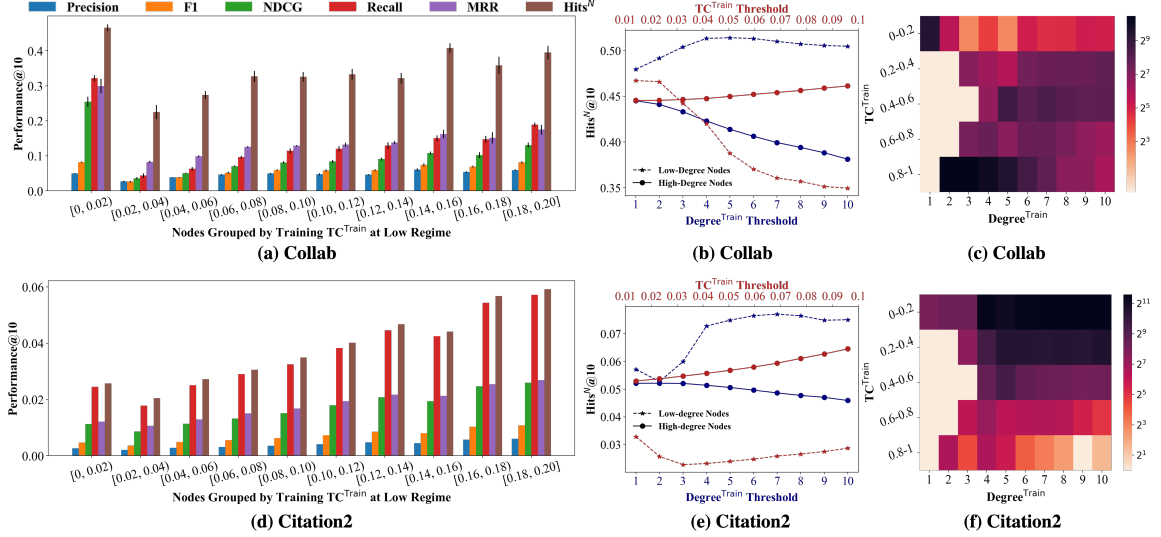 Precision F1 NDCG Recall MRR Hits^N
Performance@10
0.4
0.3
0.2
0.1
0.0
[0, 0.02) [0.02, 0.04) [0.04, 0.06) [0.06, 0.08) [0.08, 0.10) [0.10, 0.12) [0.12, 0.14) [0.14, 0.16) [0.16, 0.18) [0.18, 0.20]
Nodes Grouped by Training TC^Train at Low Regime
(a) Collab
TC^Train Threshold
0.01 0.02 0.03 0.04 0.05 0.06 0.07 0.08 0.09 0.1
Hits^N@10
0.50
0.45
0.40
0.35
Low-Degree Nodes
High-Degree Nodes
1 2 3 4 5 6 7 8 9 10
Degree^Train Threshold
(b) Collab
TC^Train
0-0.2
0.2-0.4
0.4-0.6
0.6-0.8
0.8-1
1 2 3 4 5 6 7 8 9 10
Degree^Train
2^9
2^7
2^5
2^3
2^1
(c) Collab
Performance@10
0.06
0.04
0.02
0.00
[0, 0.02) [0.02, 0.04) [0.04, 0.06) [0.06, 0.08) [0.08, 0.10) [0.10, 0.12) [0.12, 0.14) [0.14, 0.16) [0.16, 0.18) [0.18, 0.20]
Nodes Grouped by Training TC^Train at Low Regime
(d) Citation2
TC^Train Threshold
0.01 0.02 0.03 0.04 0.05 0.06 0.07 0.08 0.09 0.1
Hits^N@10
0.07
0.06
0.05
0.04
0.03
Low-degree Nodes
High-degree Nodes
1 2 3 4 5 6 7 8 9 10
Degree^Train Threshold
(e) Citation2
TC^Train
0-0.2
0.2-0.4
0.4-0.6
0.6-0.8
0.8-1
1 2 3 4 5 6 7 8 9 10
Degree^Train
2^11
2^9
2^7
2^5
2^3
2^1
(f) Citation2